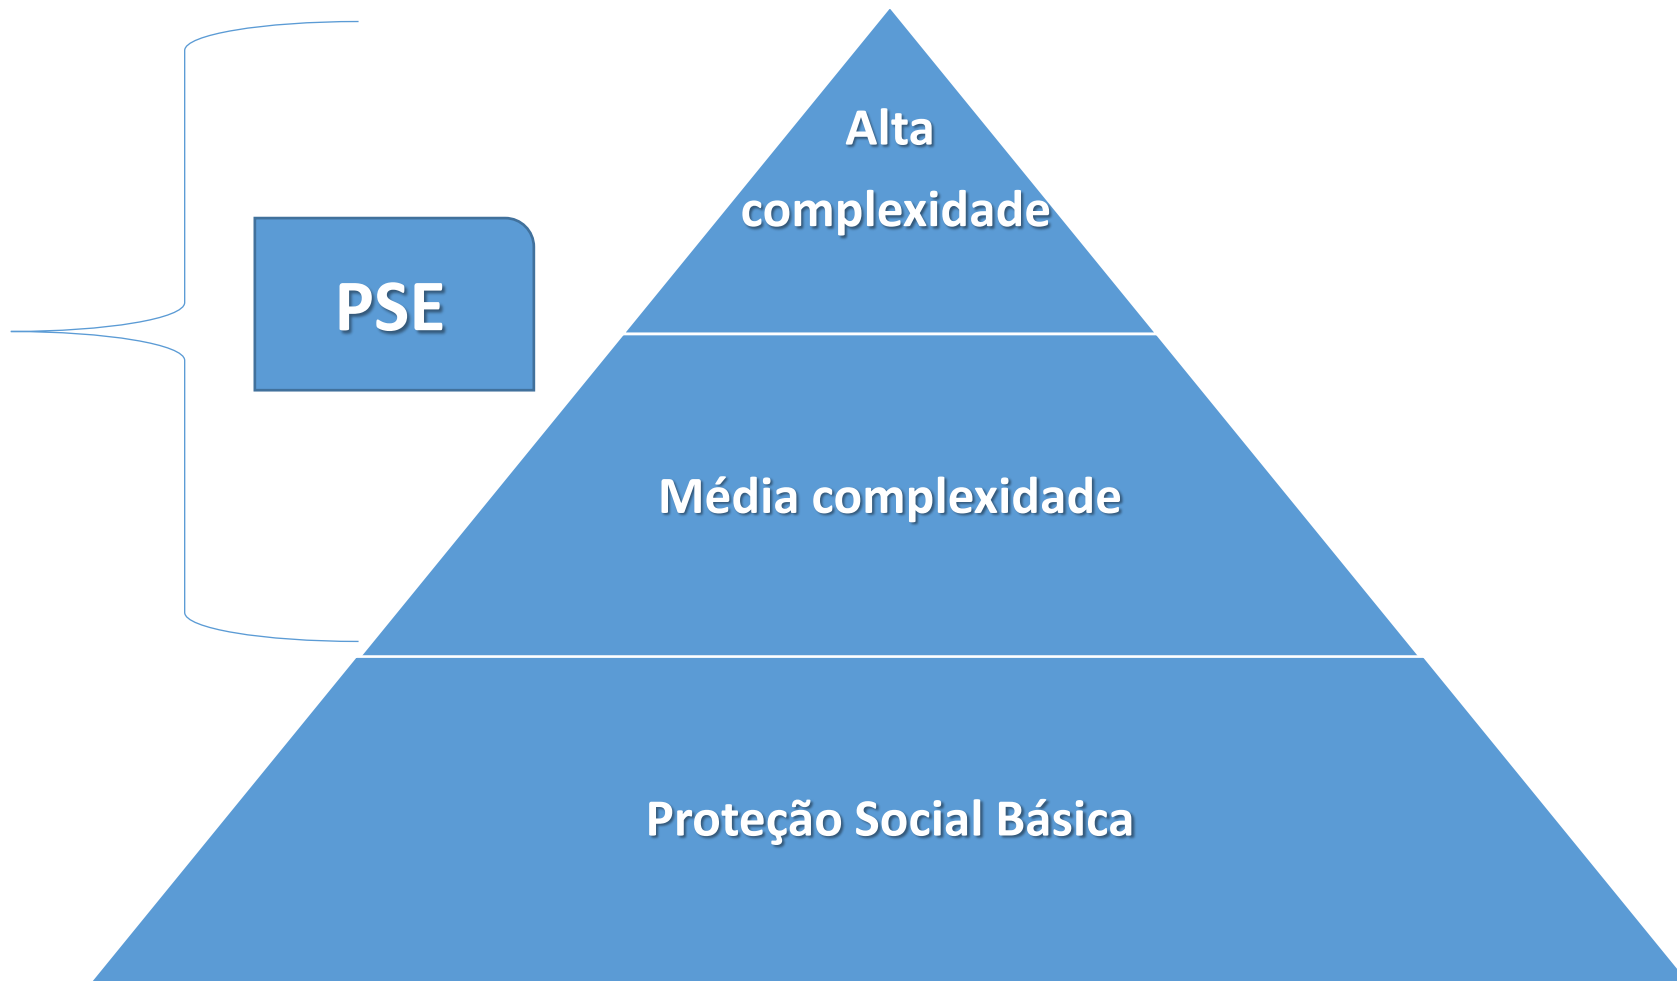 Alta
complexidade
PSE
Média complexidade
Proteção Social Básica